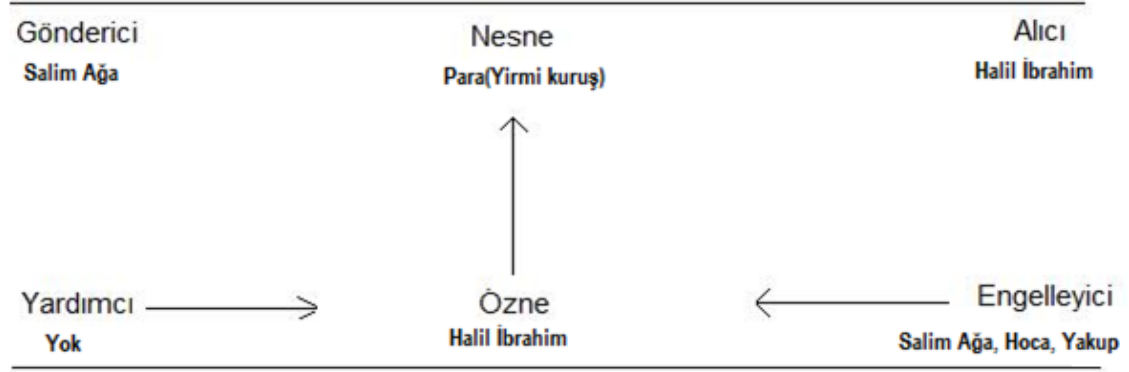 Gönderici Nesne Alıcı
Salim Ağa Para(Yirmi kuruş) Halil İbrahim
Yardımcı Özne Engelleyici
Yok Halil İbrahim Salim Ağa, Hoca, Yakup